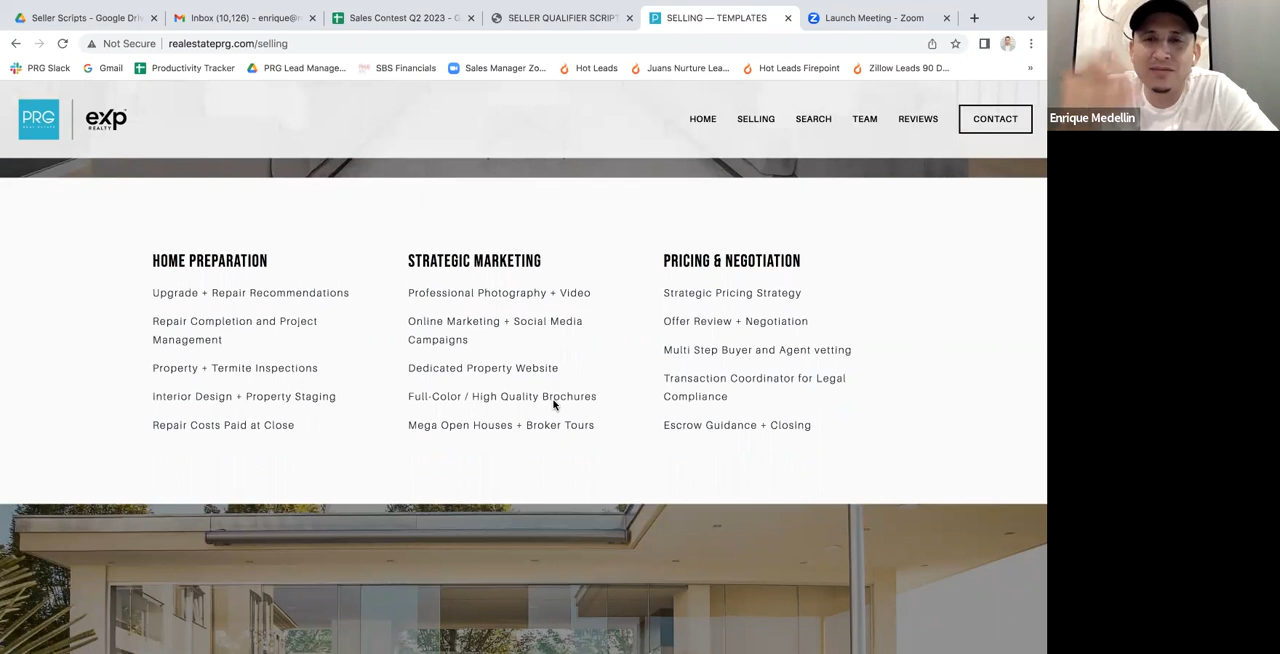 Seller Scripts - Google Driv
Inbox (10,126) - enrique@r
Sales Contest Q2 2023 - G
SELLER QUALIFIER SCRIPT
SELLING — TEMPLATES
Launch Meeting - Zoom
Not Secure | realestateprg.com/selling
PRG Slack
Gmail
Productivity Tracker
PRG Lead Manage...
SBS Financials
Sales Manager Zo...
Hot Leads
Juans Nurture Lea...
Hot Leads Firepoint
Zillow Leads 90 D...
»
PRG
eXp
REALTY
HOME
SELLING
SEARCH
TEAM
REVIEWS
CONTACT
Enrique Medellin
HOME PREPARATION
Upgrade + Repair Recommendations
Repair Completion and Project
Management
Property + Termite Inspections
Interior Design + Property Staging
Repair Costs Paid at Close
STRATEGIC MARKETING
Professional Photography + Video
Online Marketing + Social Media
Campaigns
Dedicated Property Website
Full-Color / High Quality Brochures
Mega Open Houses + Broker Tours
PRICING & NEGOTIATION
Strategic Pricing Strategy
Offer Review + Negotiation
Multi Step Buyer and Agent vetting
Transaction Coordinator for Legal
Compliance
Escrow Guidance + Closing